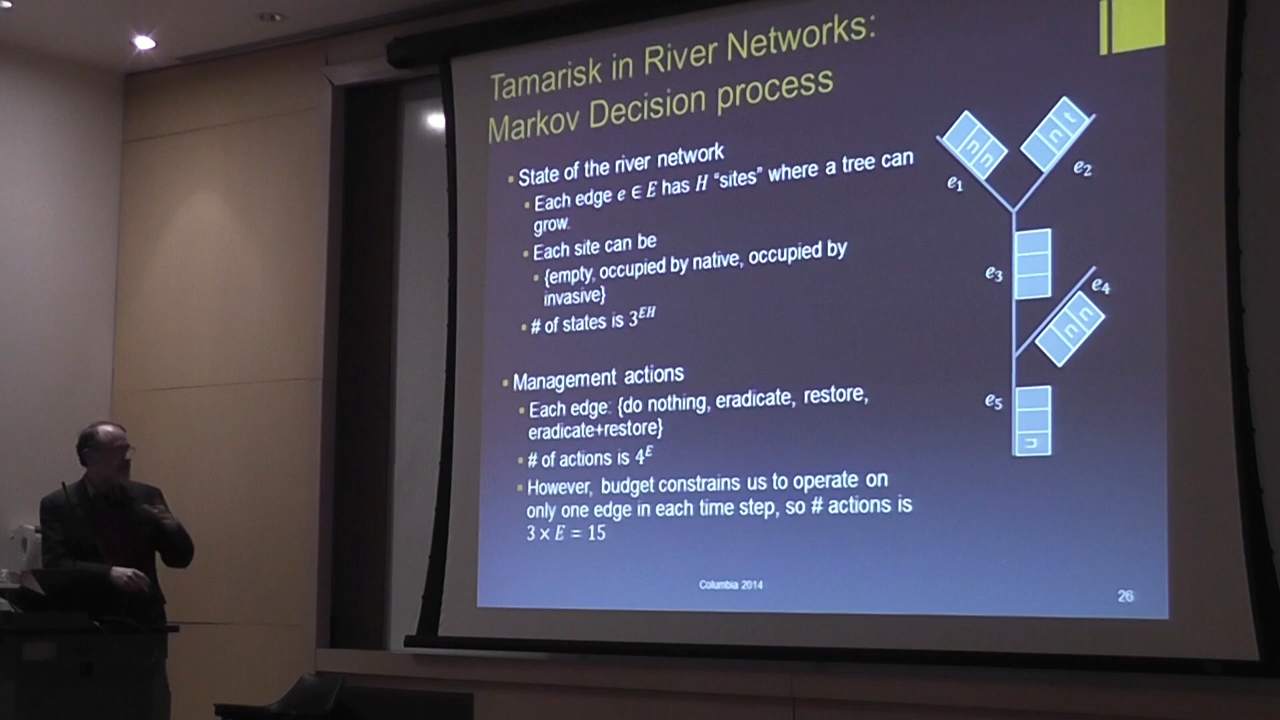 Tamarisk in River Networks:
Markov Decision process
▪ State of the river network
▪ Each edge e ∈ E has H “sites” where a tree can
grow.
▪ Each site can be
▪ {empty, occupied by native, occupied by
invasive}
▪ # of states is 3^{EH}
▪ Management actions
▪ Each edge: {do nothing, eradicate, restore,
eradicate+restore}
▪ # of actions is 4^E
▪ However, budget constrains us to operate on
only one edge in each time step, so # actions is
3 × E = 15
n n
e₁
n t
e₂
e₃
e₄
n n
e₅
n
Columbia 2014
26